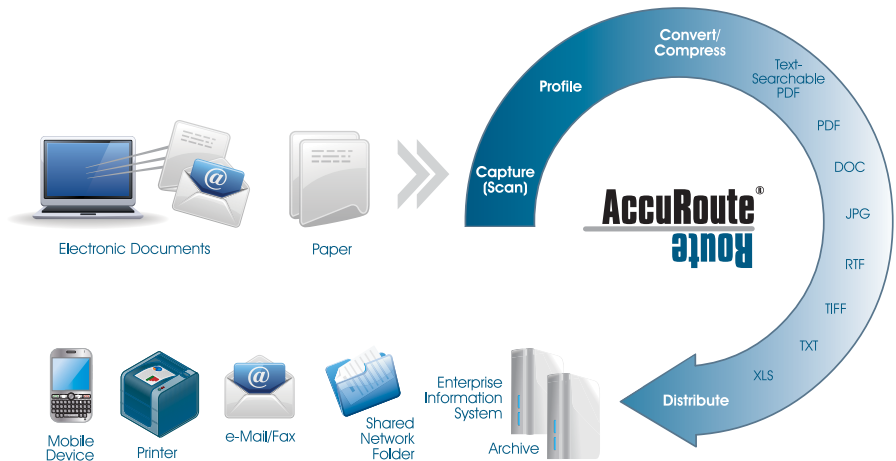 Electronic Documents
Paper
Capture
(Scan)
Profile
Convert/
Compress
Text-
Searchable
PDF
PDF
DOC
JPG
RTF
TIFF
TXT
XLS
Distribute
AccuRoute®
Route
Mobile
Device
Printer
e-Mail/Fax
Shared
Network
Folder
Enterprise
Information
System
Archive